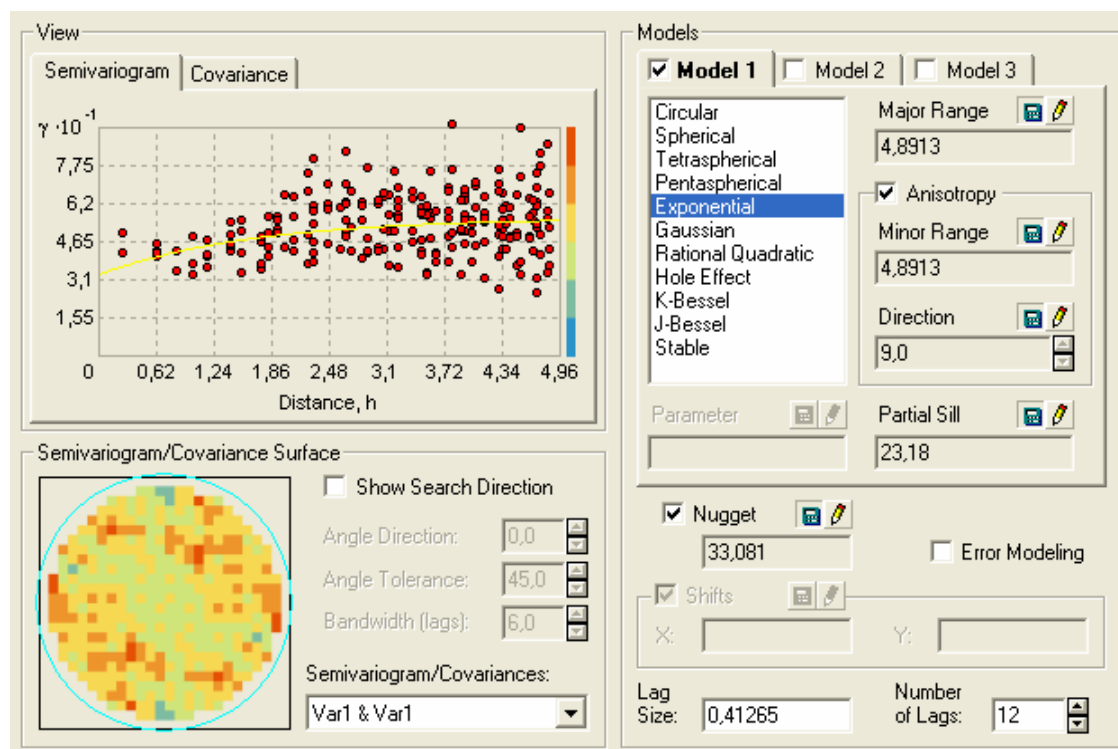 View
Semivariogram Covariance
γ ·10⁻¹
7,75
6,2
4,65
3,1
1,55
0 0,62 1,24 1,86 2,48 3,1 3,72 4,34 4,96
Distance, h
Semivariogram/Covariance Surface
Show Search Direction
Angle Direction: 0,0
Angle Tolerance: 45,0
Bandwidth (lags): 6,0
Semivariogram/Covariances:
Var1 & Var1
Models
Model 1 Model 2 Model 3
Circular
Spherical
Tetraspherical
Pentaspherical
Exponential
Gaussian
Rational Quadratic
Hole Effect
K-Bessel
J-Bessel
Stable
Major Range
4,8913
Anisotropy
Minor Range
4,8913
Direction
9,0
Parameter
Partial Sill
23,18
Nugget
33,081
Error Modeling
Shifts
X: Y:
Lag Size: 0,41265
Number of Lags: 12